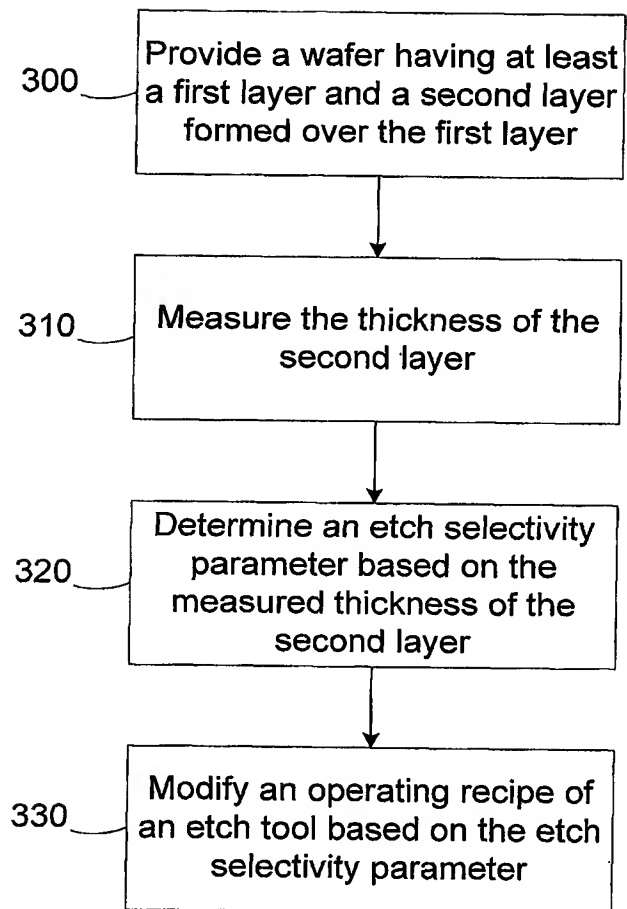 300
Provide a wafer having at least
a first layer and a second layer
formed over the first layer
310
Measure the thickness of the
second layer
320
Determine an etch selectivity
parameter based on the
measured thickness of the
second layer
330
Modify an operating recipe of
an etch tool based on the etch
selectivity parameter